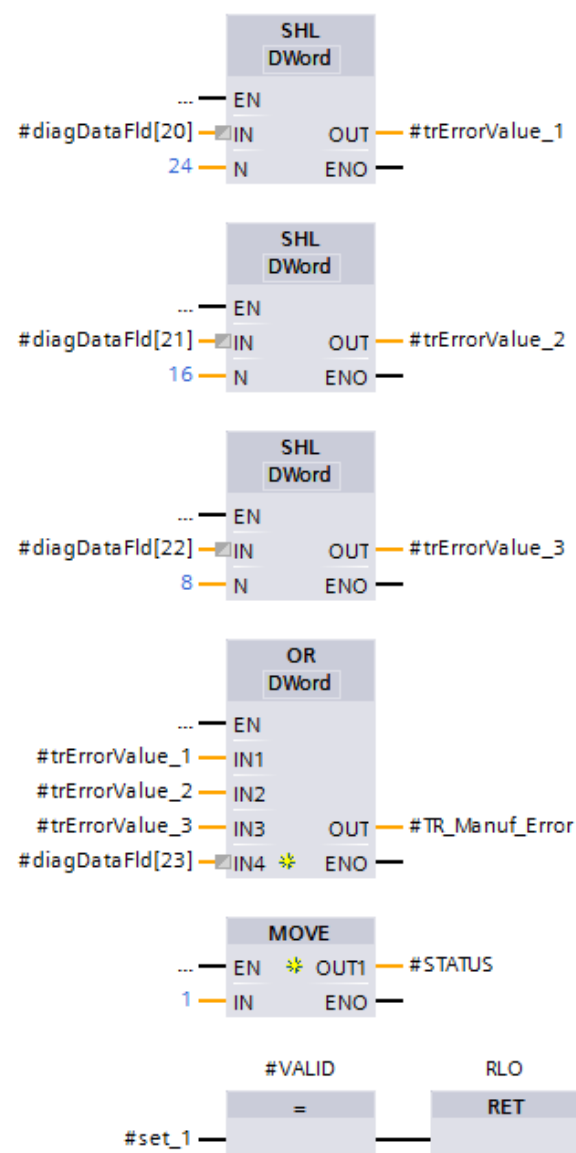 SHL
DWord
... EN
#diagDataFld[20] IN OUT #trErrorValue_1
24 N ENO
SHL
DWord
... EN
#diagDataFld[21] IN OUT #trErrorValue_2
16 N ENO
SHL
DWord
... EN
#diagDataFld[22] IN OUT #trErrorValue_3
8 N ENO
OR
DWord
... EN
#trErrorValue_1 IN1
#trErrorValue_2 IN2
#trErrorValue_3 IN3 OUT #TR_Manuf_Error
#diagDataFld[23] IN4 ENO
MOVE
... EN OUT1 #STATUS
1 IN ENO
#VALID RLO
= RET
#set_1